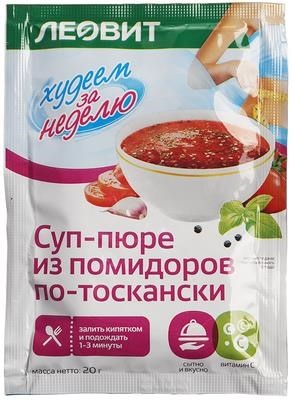 ЛЕОВИТ
худеем
за
неделю
Суп-пюре
из помидоров
по-тоскански
залить кипятком
и подождать
1-3 минуты
сытно
и вкусно
витамин С
масса нетто: 20 г